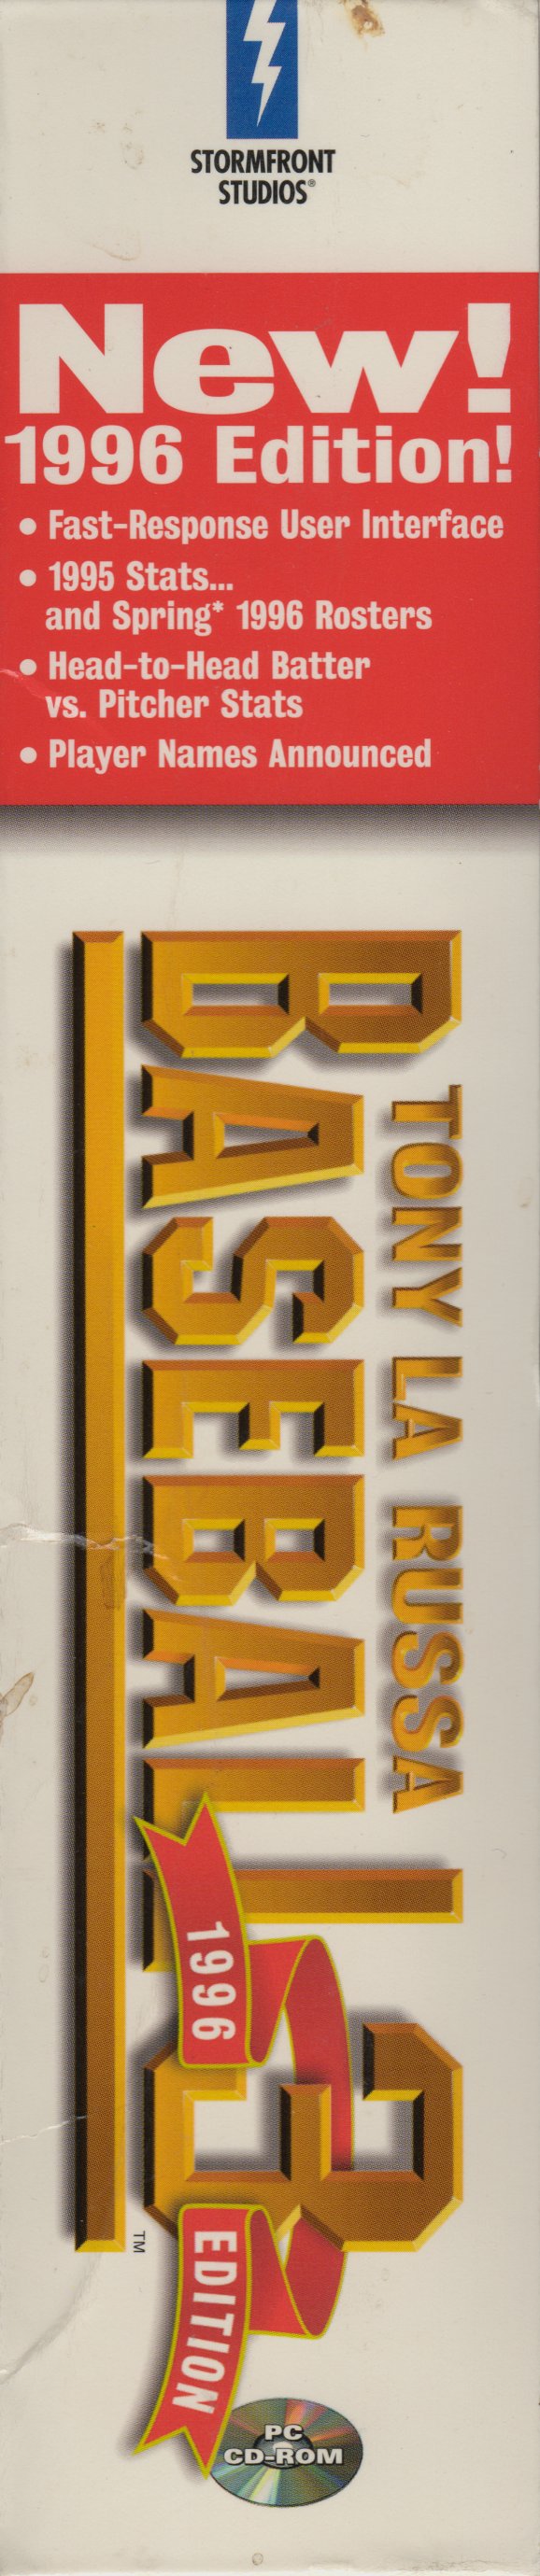 STORMFRONT
STUDIOS®
New!
1996 Edition!
• Fast-Response User Interface
• 1995 Stats...
and Spring* 1996 Rosters
• Head-to-Head Batter
vs. Pitcher Stats
• Player Names Announced
TONY LA RUSSA
BASEBALL 3
1996
EDITION
TM
PC
CD-ROM